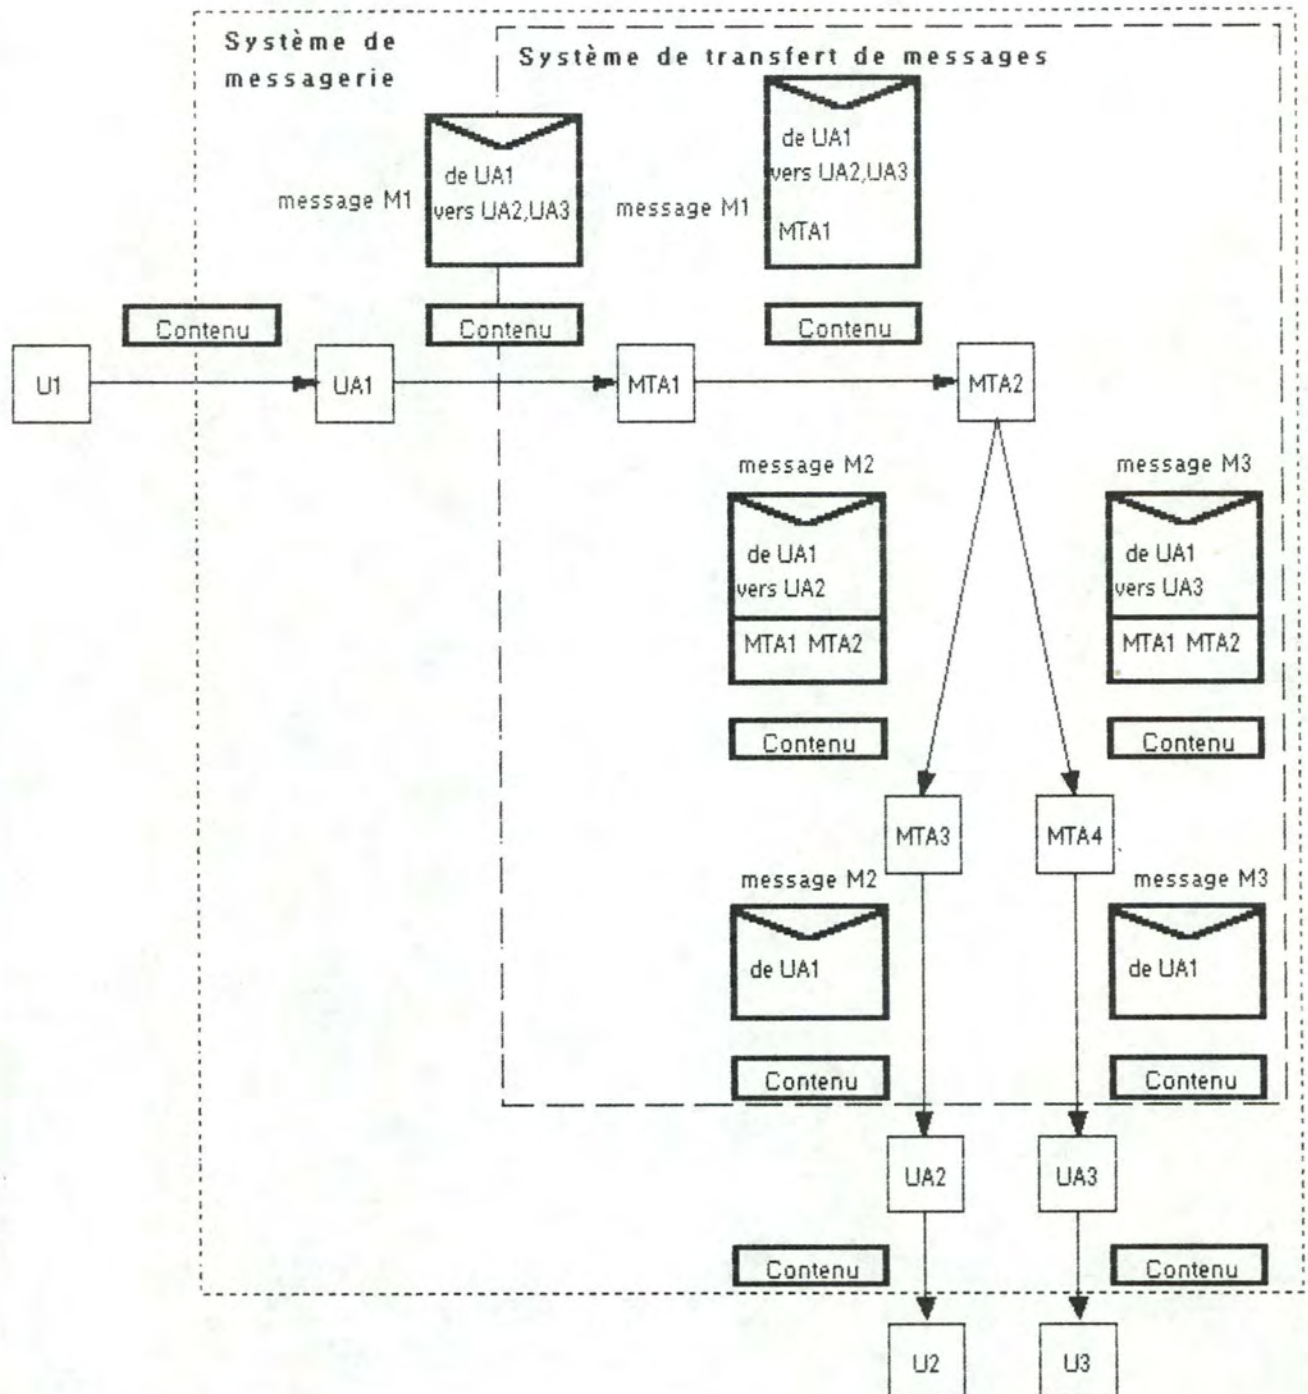 Système de
messagerie
Système de transfert de messages
de UA1
vers UA2,UA3
message M1
de UA1
vers UA2,UA3
MTA1
message M1
Contenu
Contenu
Contenu
U1
UA1
MTA1
MTA2
message M2
message M3
de UA1
vers UA2
MTA1 MTA2
de UA1
vers UA3
MTA1 MTA2
Contenu
Contenu
MTA3
MTA4
message M2
message M3
de UA1
de UA1
Contenu
Contenu
UA2
UA3
Contenu
Contenu
U2
U3